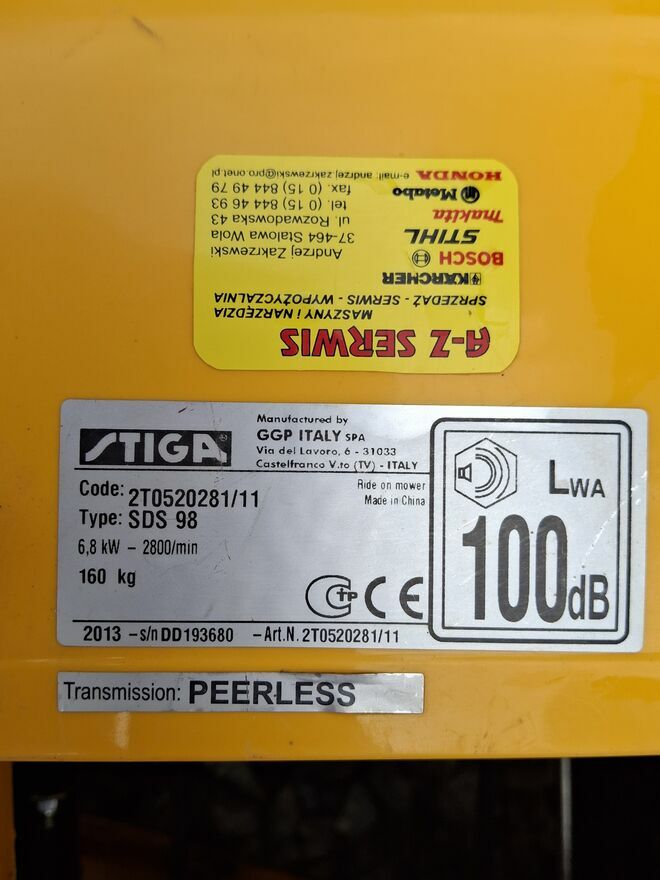 A-Z SERWIS
MASZYNY i NARZĘDZIA
SPRZEDAŻ - SERWIS - WYPOŻYCZALNIA
KÄRCHER
BOSCH
STIHL
makita
Metabo
HONDA
Andrzej Zakrzewski
37-464 Stalowa Wola
ul. Rozwadowska 43
tel. (0 15) 844 46 93
fax. (0 15) 844 49 79
e-mail: andrzej.zakrzewski@pro.onet.pl
STIGA®
Manufactured by
GGP ITALY SPA
Via del Lavoro, 6 - 31033
Castelfranco V.to (TV) - ITALY
Code: 2T0520281/11
Type: SDS 98
6,8 kW – 2800/min
160 kg
Ride on mower
Made in China
CE
2013 – s/n DD193680 – Art.N. 2T0520281/11
LWA
100dB
Transmission: PEERLESS